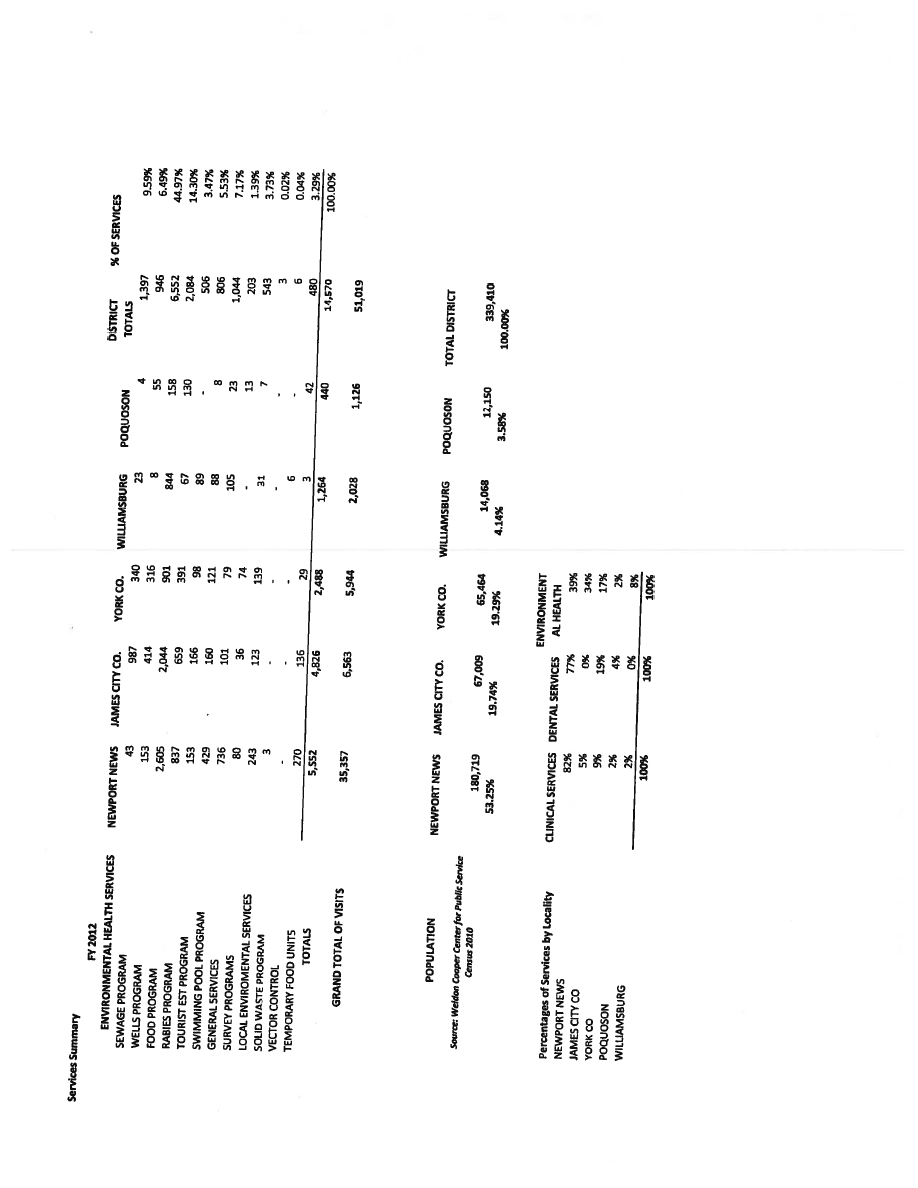 Services Summary
FY 2012
ENVIRONMENTAL HEALTH SERVICES NEWPORT NEWS JAMES CITY CO. YORK CO. WILLIAMSBURG POQUOSON DISTRICT TOTALS % OF SERVICES
SEWAGE PROGRAM 43 987 340 23 4 1,397 9.59%
WELLS PROGRAM 153 414 316 8 55 946 6.49%
FOOD PROGRAM 2,605 2,044 901 844 158 6,552 44.97%
RABIES PROGRAM 837 659 391 67 130 2,084 14.30%
TOURIST EST PROGRAM 153 166 98 89 - 506 3.47%
SWIMMING POOL PROGRAM 429 160 121 88 8 806 5.53%
GENERAL SERVICES 736 101 79 105 23 1,044 7.17%
SURVEY PROGRAMS 80 36 74 - 13 203 1.39%
LOCAL ENVIROMENTAL SERVICES 243 123 139 31 7 543 3.73%
SOLID WASTE PROGRAM 3 - - - - 3 0.02%
VECTOR CONTROL - - - 6 - 6 0.04%
TEMPORARY FOOD UNITS 270 136 29 3 42 480 3.29%
TOTALS 5,552 4,826 2,488 1,264 440 14,570 100.00%
GRAND TOTAL OF VISITS 35,357 6,563 5,944 2,028 1,126 51,019
POPULATION NEWPORT NEWS JAMES CITY CO. YORK CO. WILLIAMSBURG POQUOSON TOTAL DISTRICT
Source: Weldon Cooper Center for Public Service 180,719 67,009 65,464 14,068 12,150 339,410
Census 2010 53.25% 19.74% 19.29% 4.14% 3.58% 100.00%
Percentages of Services by Locality CLINICAL SERVICES DENTAL SERVICES ENVIRONMENT AL HEALTH
NEWPORT NEWS 82% 77% 39%
JAMES CITY CO 5% 0% 34%
YORK CO 9% 19% 17%
POQUOSON 2% 4% 2%
WILLIAMSBURG 2% 0% 8%
100% 100% 100%